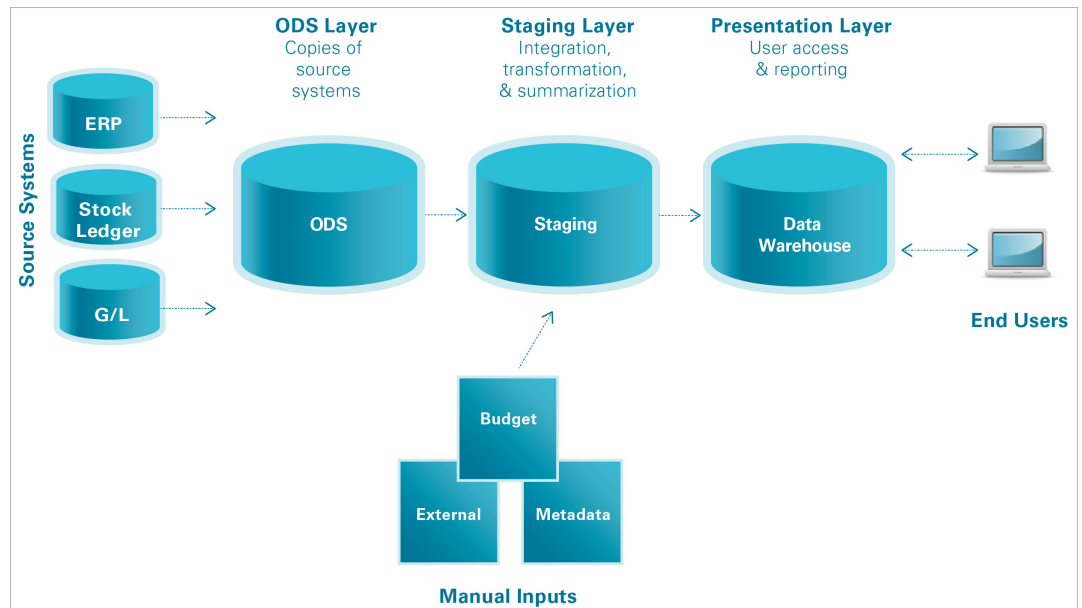 ODS Layer
Copies of
source
systems
Staging Layer
Integration,
transformation,
& summarization
Presentation Layer
User access
& reporting
Source Systems
ERP
Stock
Ledger
G/L
ODS
Staging
Data
Warehouse
End Users
Budget
External
Metadata
Manual Inputs